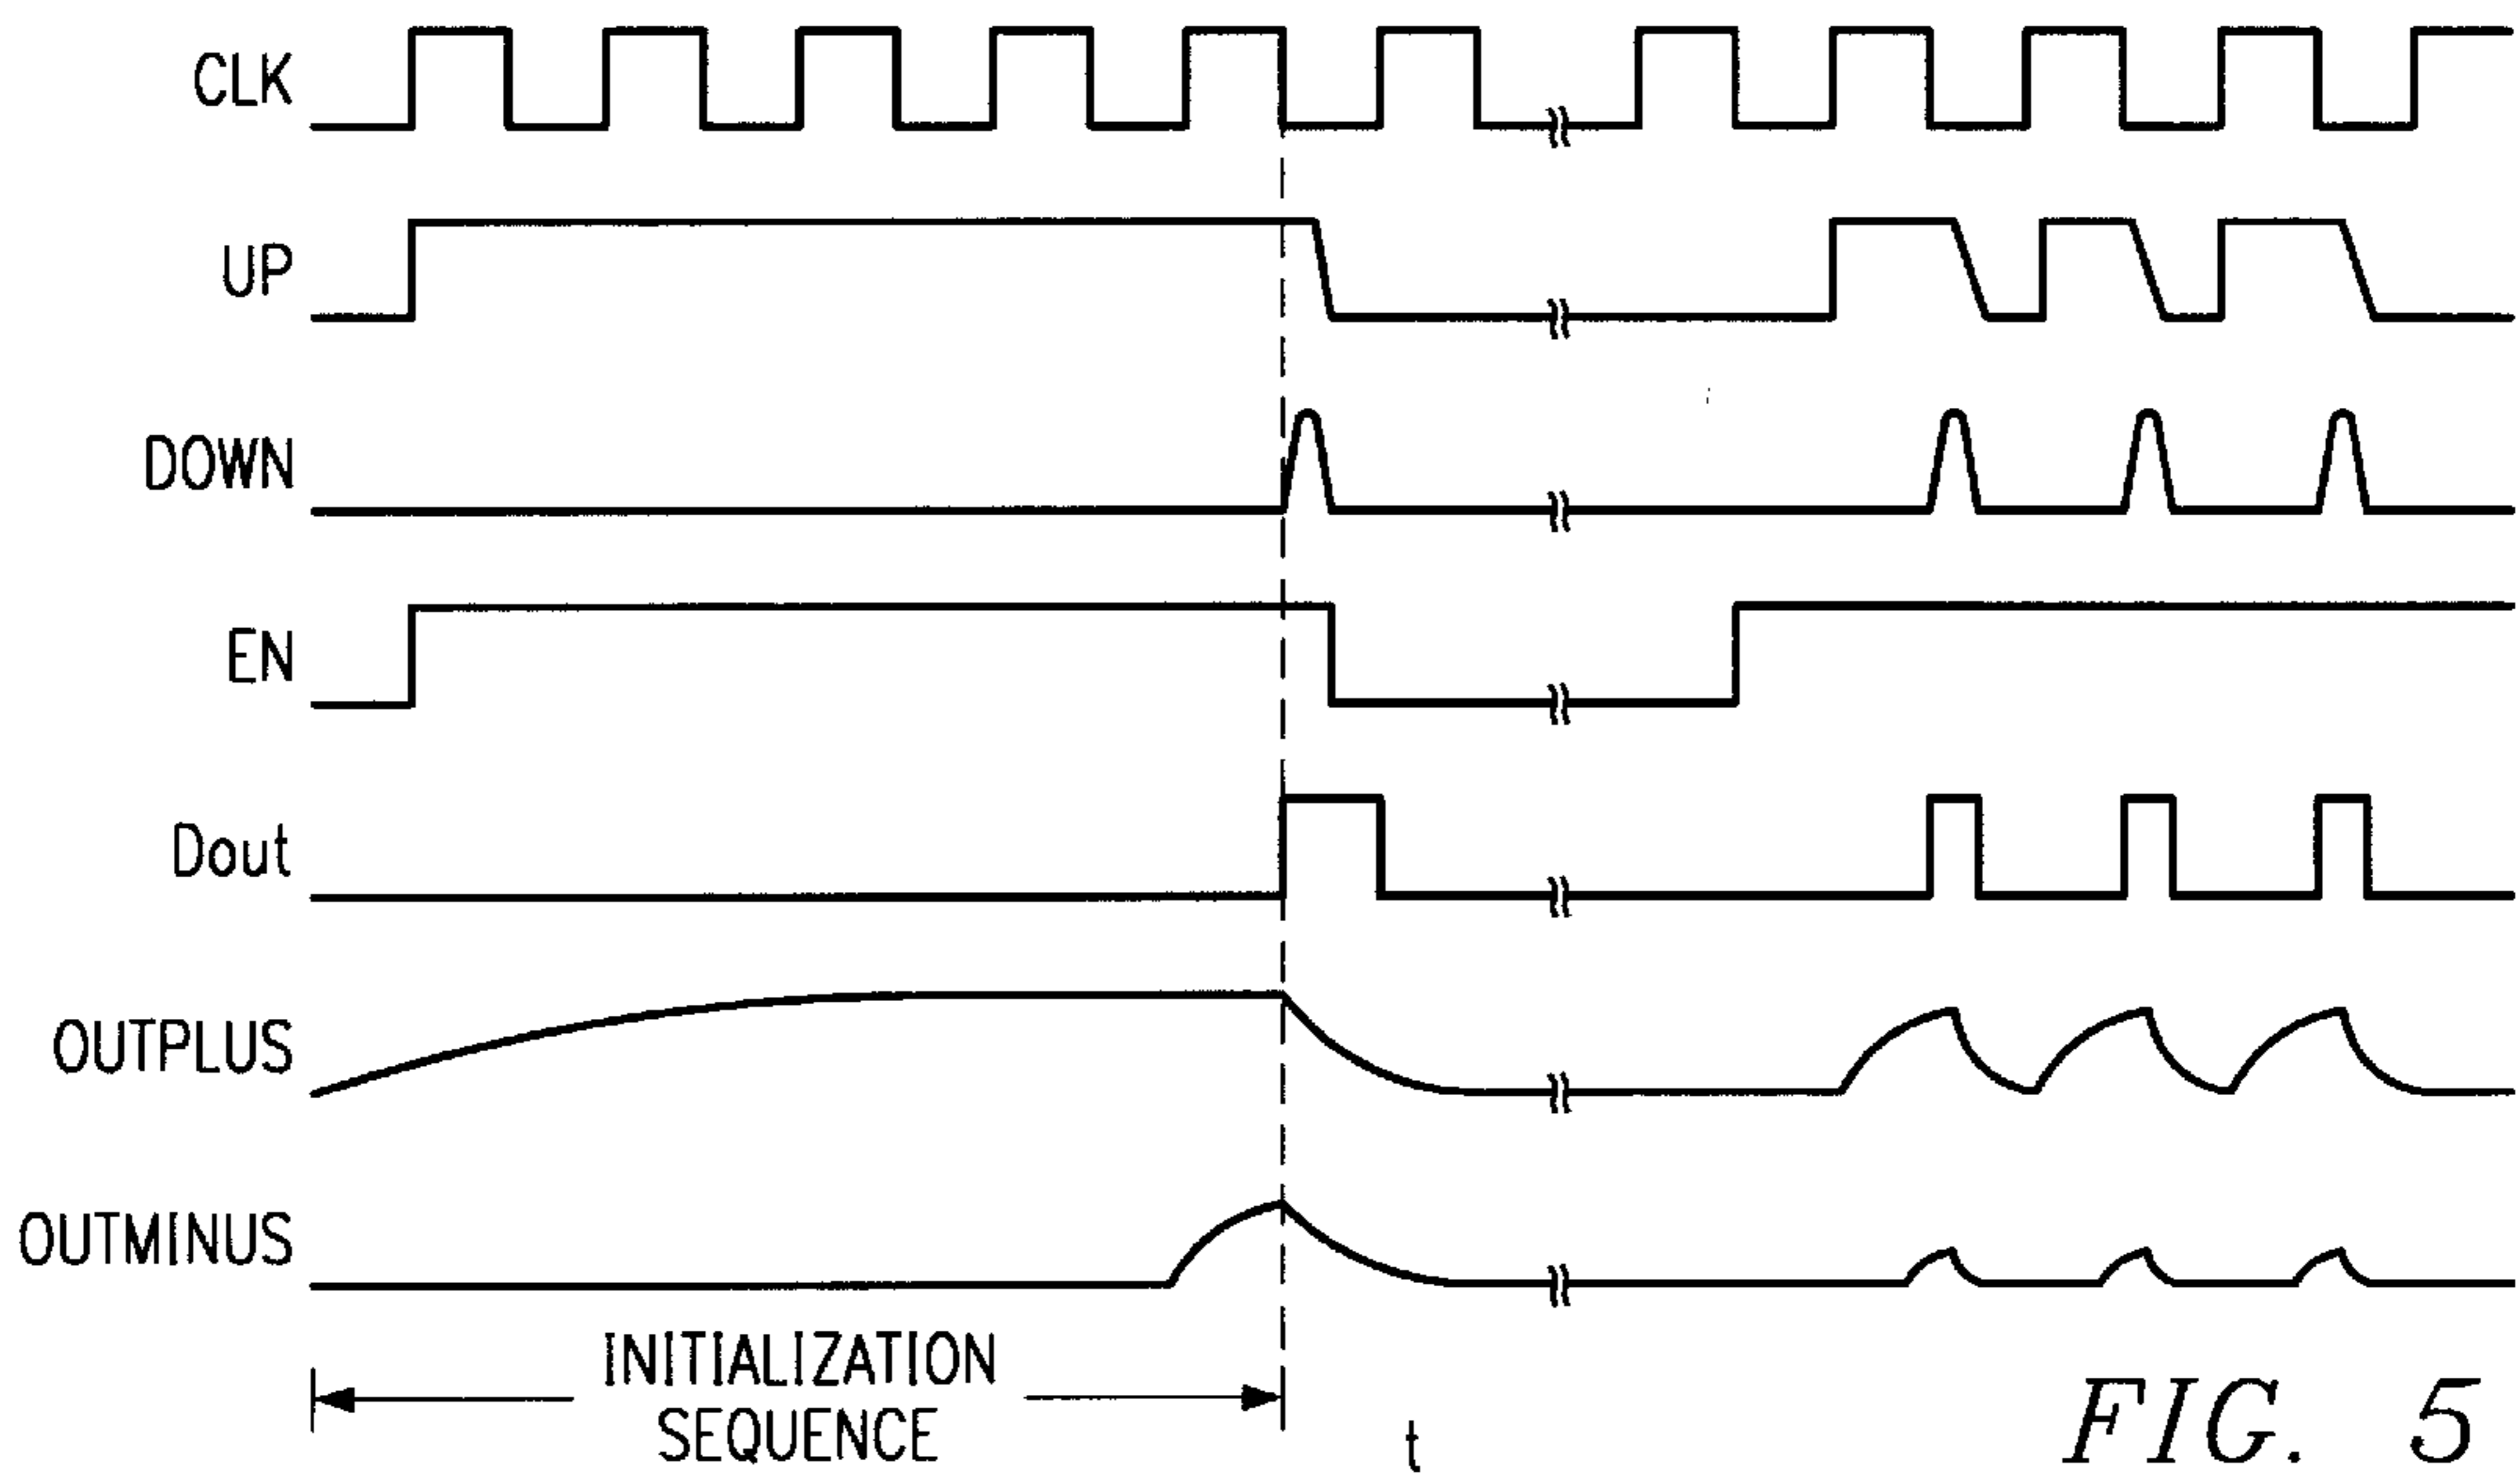 CLK
UP
DOWN
EN
Dout
OUTPLUS
OUTMINUS
INITIALIZATION
SEQUENCE
t
FIG. 5